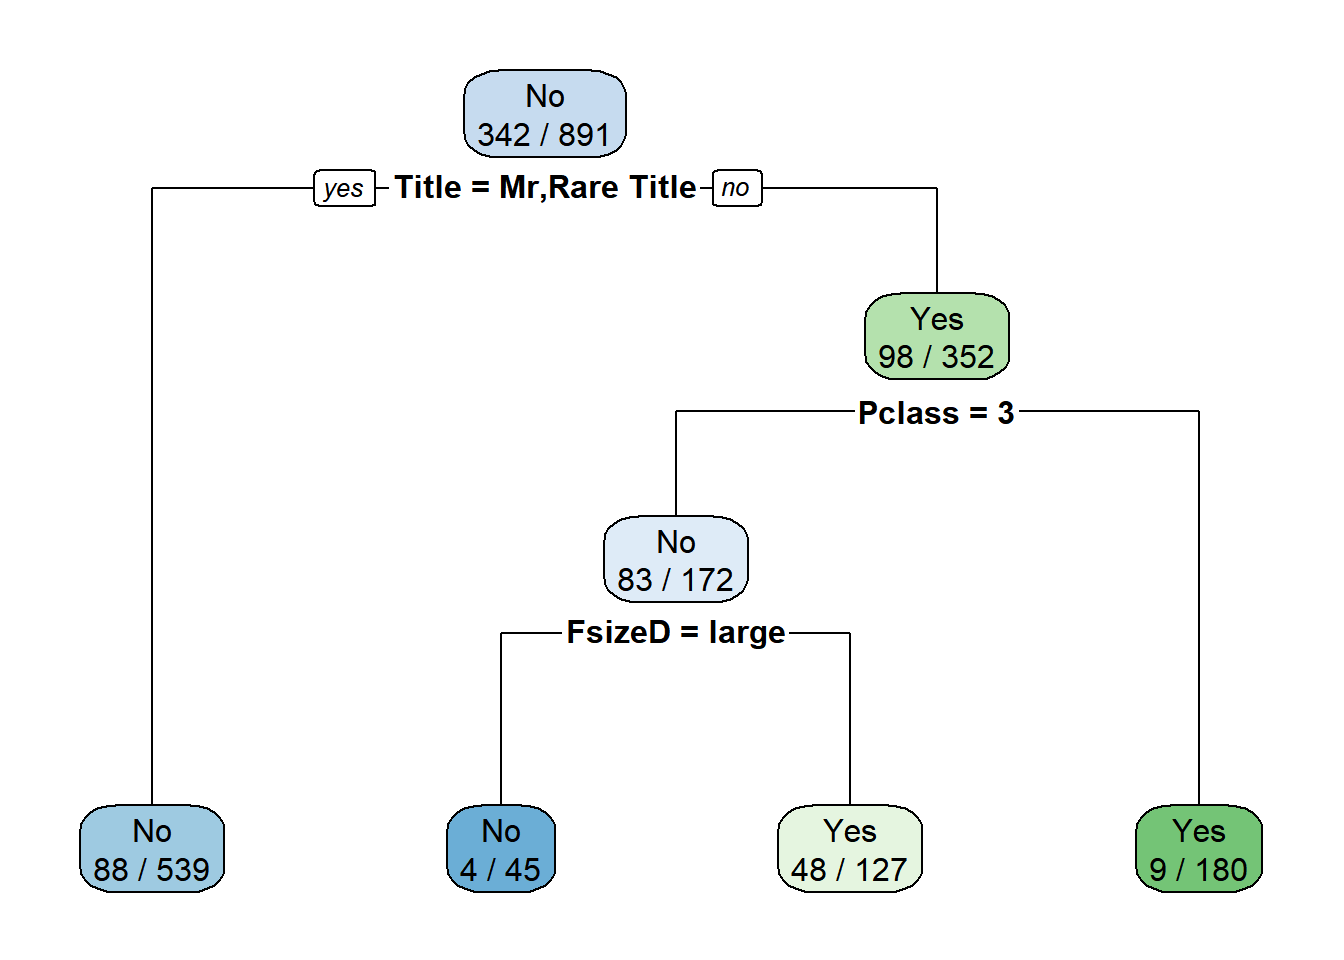 No
342 / 891
yes Title = Mr,Rare Title no
Yes
98 / 352
Pclass = 3
No
83 / 172
FsizeD = large
No
88 / 539
No
4 / 45
Yes
48 / 127
Yes
9 / 180